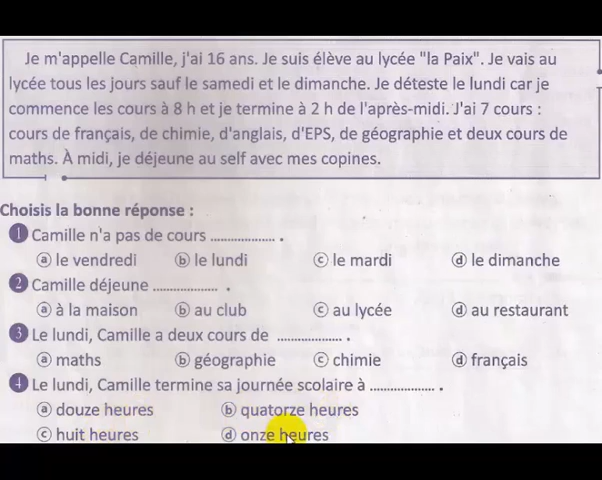 Je m'appelle Camille, j'ai 16 ans. Je suis élève au lycée "la Paix". Je vais au
lycée tous les jours sauf le samedi et le dimanche. Je déteste le lundi car je
commence les cours à 8 h et je termine à 2 h de l'après-midi. J'ai 7 cours :
cours de français, de chimie, d'anglais, d'EPS, de géographie et deux cours de
maths. À midi, je déjeune au self avec mes copines.
Choisis la bonne réponse :
1 Camille n'a pas de cours ................... .
a le vendredi b le lundi c le mardi d le dimanche
2 Camille déjeune ................... .
a à la maison b au club c au lycée d au restaurant
3 Le lundi, Camille a deux cours de ................... .
a maths b géographie c chimie d français
4 Le lundi, Camille termine sa journée scolaire à ................... .
a douze heures b quatorze heures
c huit heures d onze heures